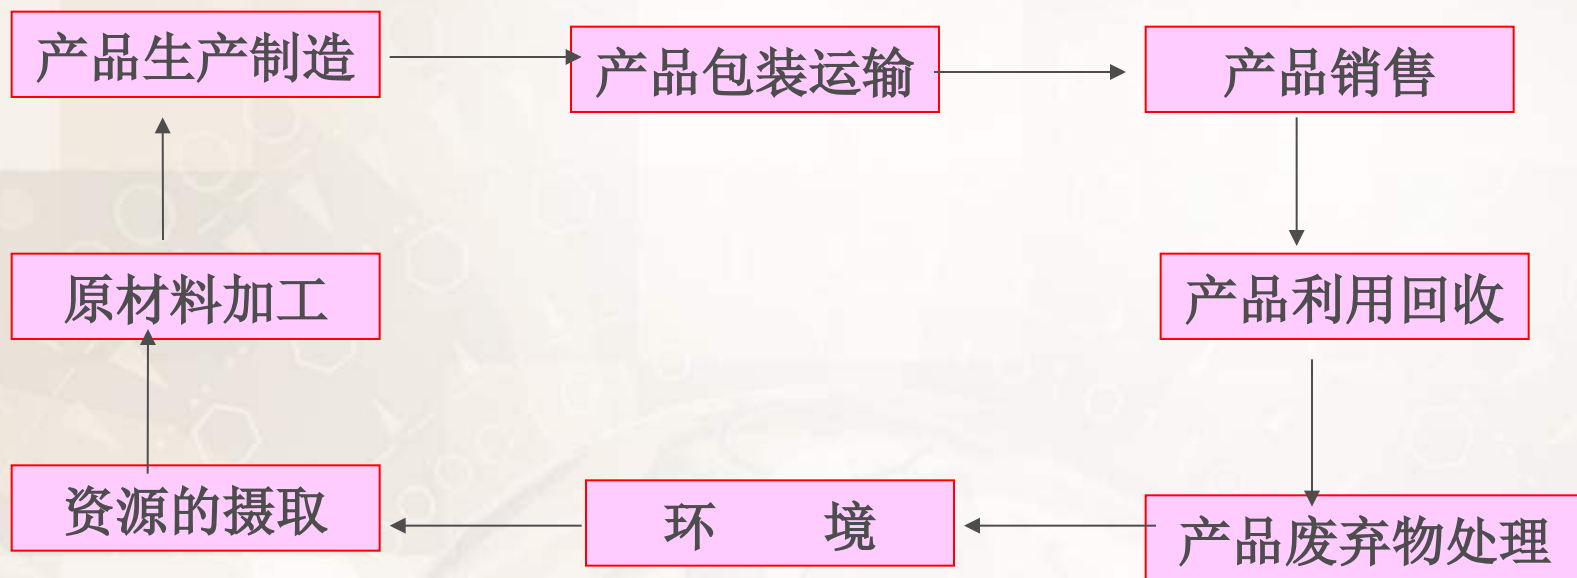 产品生产制造
产品包装运输
产品销售
原材料加工
产品利用回收
资源的摄取
环 境
产品废弃物处理